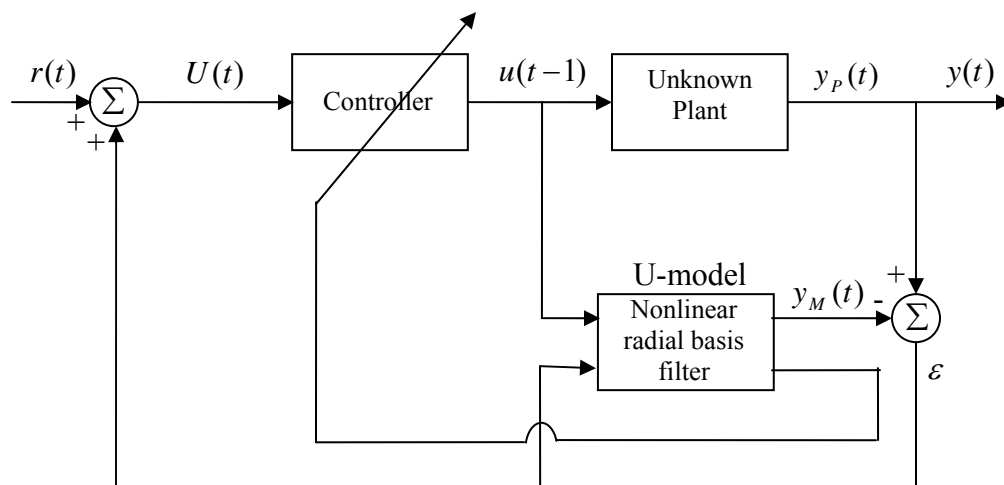 r(t)
U(t)
u(t−1)
y_P(t)
y(t)
Σ
+
+
Controller
Unknown
Plant
U-model
Nonlinear
radial basis
filter
y_M(t)
-
+
Σ
ε